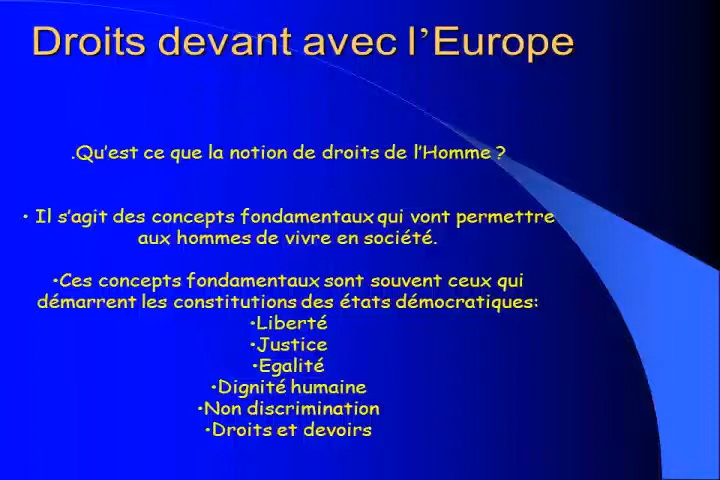 Droits devant avec l’Europe
.Qu’est ce que la notion de droits de l’Homme ?
• Il s’agit des concepts fondamentaux qui vont permettre
aux hommes de vivre en société.
•Ces concepts fondamentaux sont souvent ceux qui
démarrent les constitutions des états démocratiques:
•Liberté
•Justice
•Egalité
•Dignité humaine
•Non discrimination
•Droits et devoirs